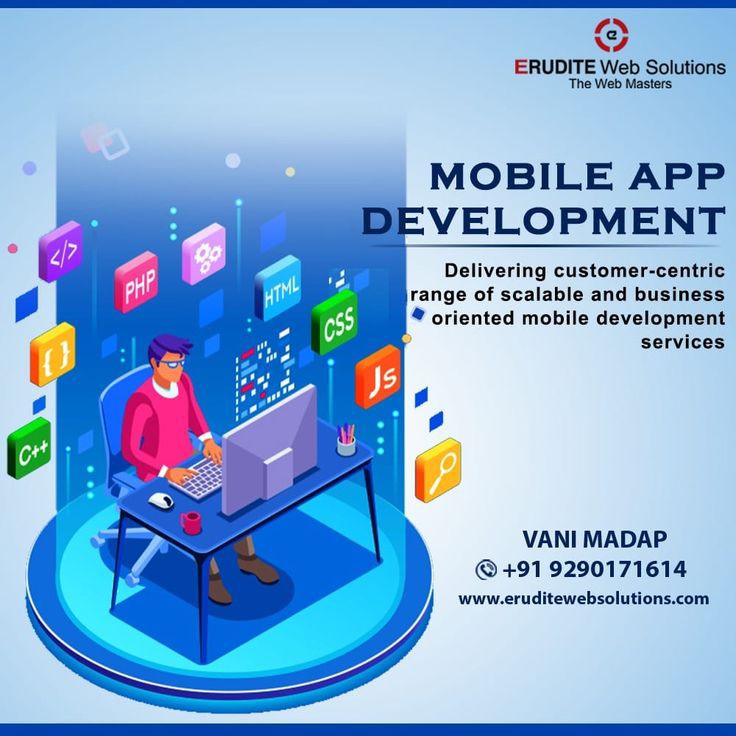 ERUDITE Web Solutions
The Web Masters
MOBILE APP
DEVELOPMENT
Delivering customer-centric
range of scalable and business
oriented mobile development
services
</>
PHP
HTML
CSS
{ }
Js
C++
VANI MADAP
+91 9290171614
www.eruditewebsolutions.com